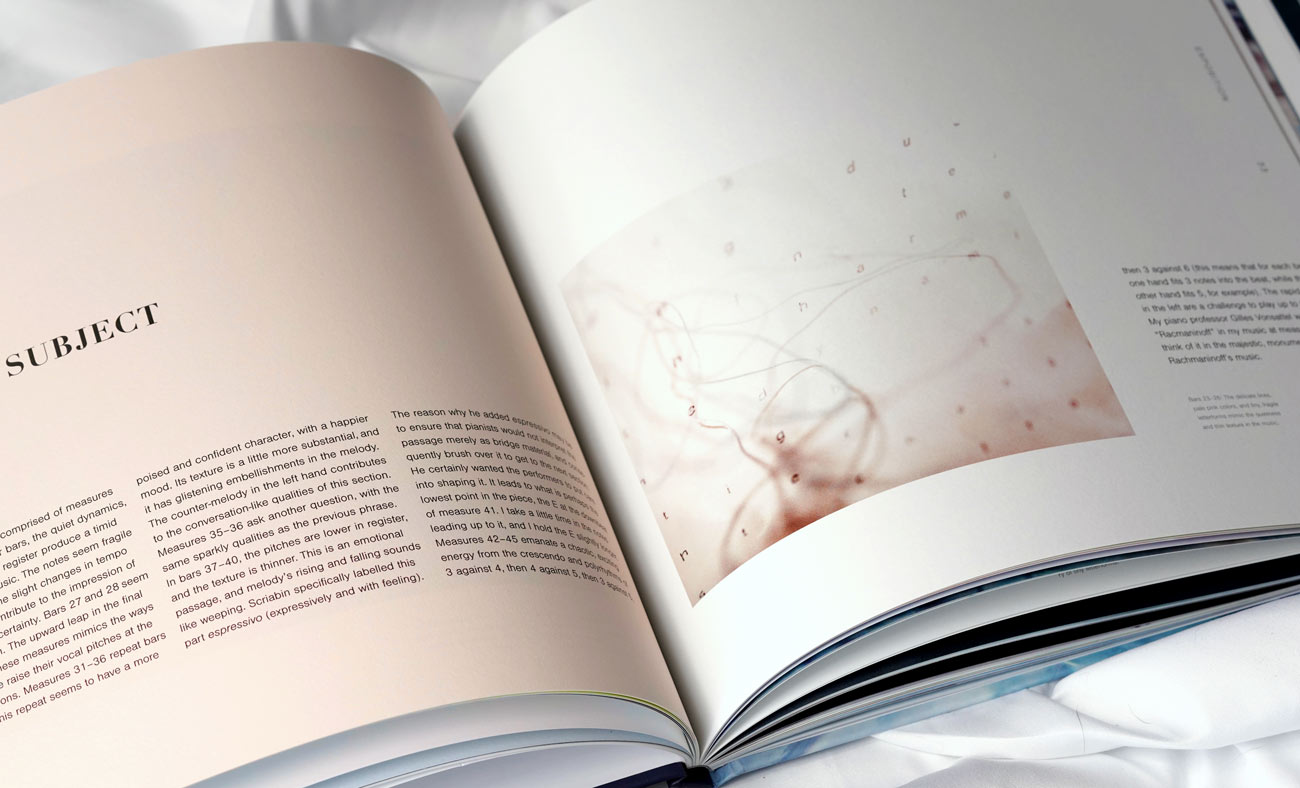 SUBJECT
comprised of measures
bars, the quiet dynamics,
register produce a timid
usic. The notes seem fragile
he slight changes in tempo
ntribute to the impression of
certainty. Bars 27 and 28 seem
n. The upward leap in the final
hese measures mimic the ways
e raise their vocal pitches at the
ons. Measures 31–36 repeat bars
his repeat seems to have a more
poised and confident character, with a happier
mood. Its texture is a little more substantial, and
it has glistening embellishments in the melody.
The counter-melody in the left hand contributes
to the conversation-like qualities of this section.
Measures 35–36 ask another question, with the
same sparkly qualities as the previous phrase.
In bars 37–40, the pitches are lower in register,
and the texture is thinner. This is an emotional
passage, and melody's rising and falling sounds
like weeping. Scriabin specifically labelled this
part espressivo (expressively and with feeling).
The reason why he added espressivo
to ensure that pianists would not
passage merely as bridge material, and
quently brush over it to get to the next
He certainly wanted the performers to put
into shaping it. It leads to what is perhaps the
lowest point in the piece, the E at the downbeat
of measure 41. I take a little time in the
leading up to it, and I hold the E slightly
Measures 42–45 emanate a chaotic, exciting
energy from the crescendo and polyrhythms of
3 against 4, then 4 against 5, then 3 against
then 3 against 6 (this means that for each
one hand fits 3 notes into the beat, while
other hand fits 5, for example). The rapid
in the left are a challenge to play up to
My piano professor Gilles Vonsattel
"Racmaninoff" in my music at
think of it in the majestic,
Rachmaninoff's music.
Bars 23–26: The delicate lines,
pale pink colors, and tiny, fragile
letterforms mimic the quietness
and thin texture in the music.